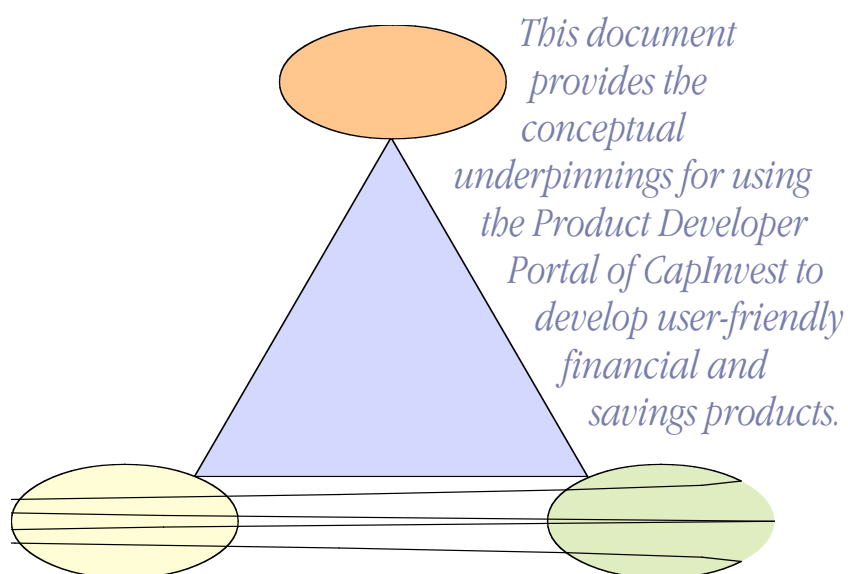 This document
provides the
conceptual
underpinnings for using
the Product Developer
Portal of CapInvest to
develop user-friendly
financial and
savings products.